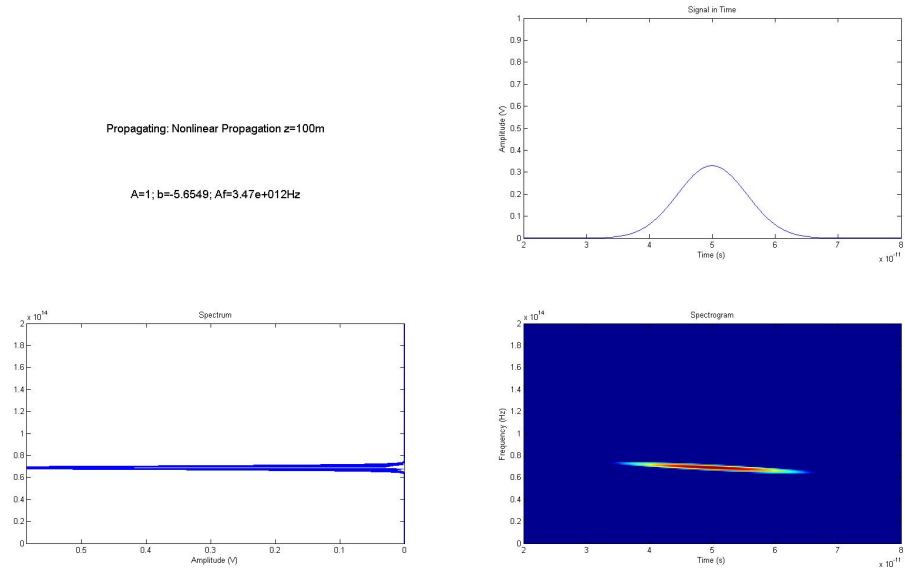 Signal in Time
1
0.9
0.8
0.7
0.6
0.5
0.4
0.3
0.2
0.1
0
Amplitude (V)
2 3 4 5 6 7 8
Time (s)
x 10^-11
Propagating: Nonlinear Propagation z=100m
A=1; b=-5.6549; Af=3.47e+012Hz
Spectrum
x 10^14
2
1.8
1.6
1.4
1.2
1
0.8
0.6
0.4
0.2
0
0.5 0.4 0.3 0.2 0.1 0
Amplitude (V)
Spectrogram
x 10^14
2
1.8
1.6
1.4
1.2
1
0.8
0.6
0.4
0.2
0
Frequency (Hz)
2 3 4 5 6 7 8
Time (s)
x 10^-11